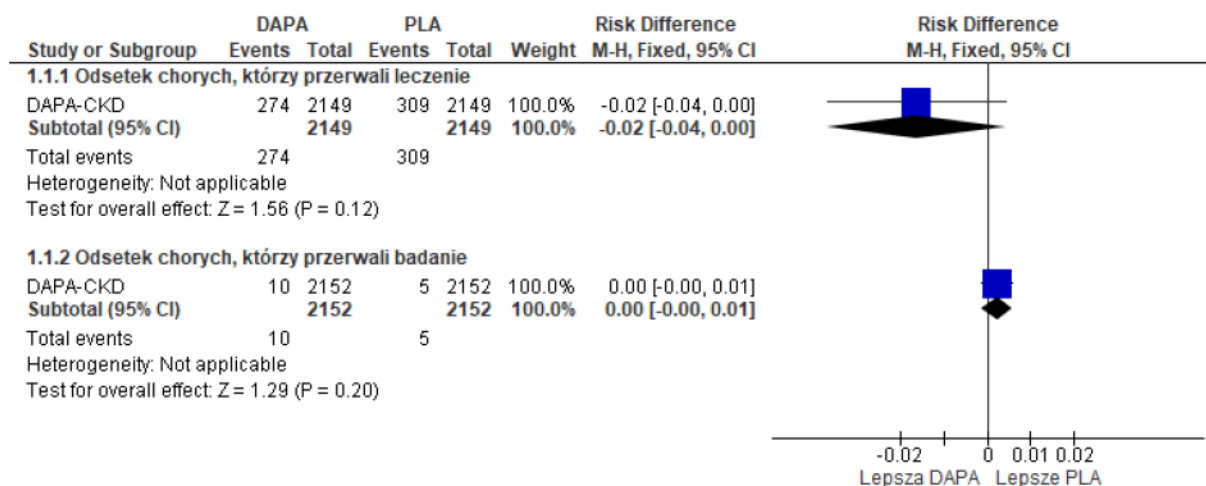 DAPA PLA Risk Difference Risk Difference
Study or Subgroup Events Total Events Total Weight M-H, Fixed, 95% CI M-H, Fixed, 95% CI
1.1.1 Odsetek chorych, którzy przerwali leczenie
DAPA-CKD 274 2149 309 2149 100.0% -0.02 [-0.04, 0.00]
Subtotal (95% CI) 2149 2149 100.0% -0.02 [-0.04, 0.00]
Total events 274 309
Heterogeneity: Not applicable
Test for overall effect: Z = 1.56 (P = 0.12)
1.1.2 Odsetek chorych, którzy przerwali badanie
DAPA-CKD 10 2152 5 2152 100.0% 0.00 [-0.00, 0.01]
Subtotal (95% CI) 2152 2152 100.0% 0.00 [-0.00, 0.01]
Total events 10 5
Heterogeneity: Not applicable
Test for overall effect: Z = 1.29 (P = 0.20)
-0.02 0 0.01 0.02
Lepsza DAPA Lepsze PLA